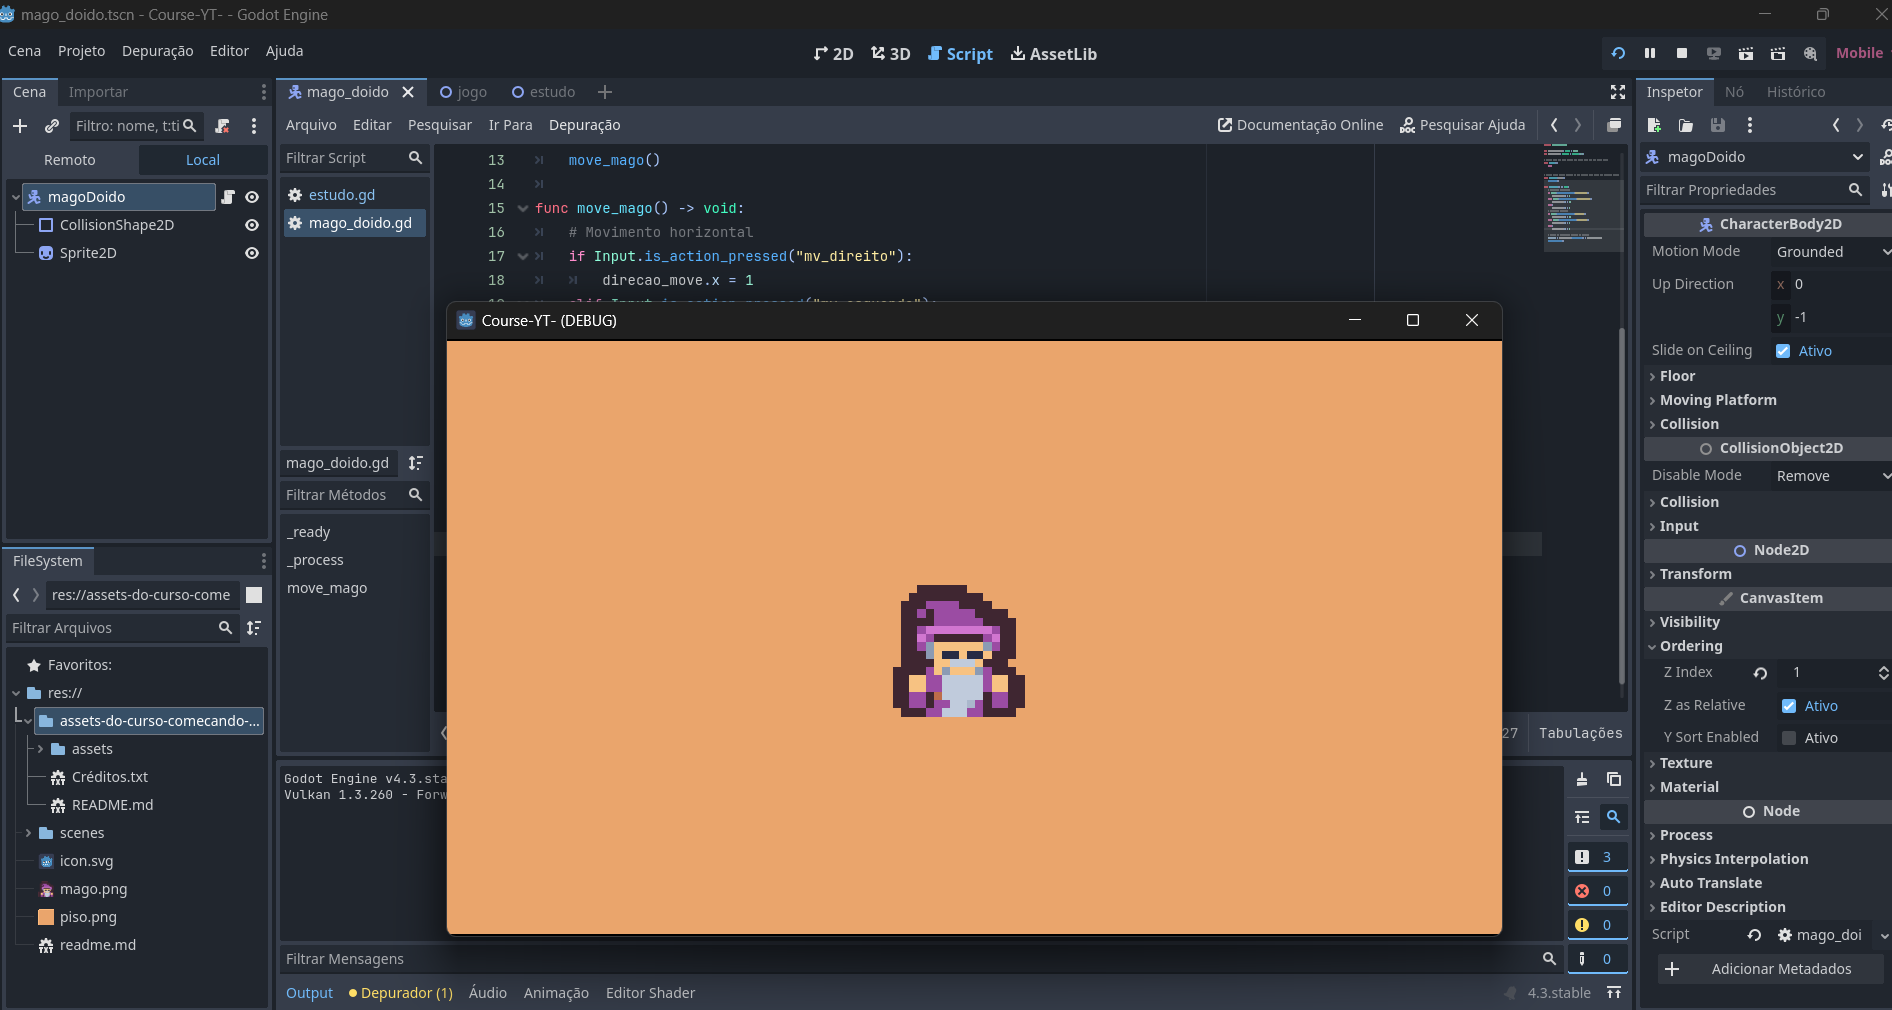 mago_doido.tscn - Course-YT- - Godot Engine
Cena Projeto Depuração Editor Ajuda
2D 3D Script AssetLib
Mobile
Cena Importar
Filtro: nome, t:ti
Remoto Local
magoDoido
CollisionShape2D
Sprite2D
FileSystem
res://assets-do-curso-come
Filtrar Arquivos
Favoritos:
res://
assets-do-curso-comecando-...
assets
Créditos.txt
README.md
scenes
icon.svg
mago.png
piso.png
readme.md
mago_doido jogo estudo
Arquivo Editar Pesquisar Ir Para Depuração
Documentação Online Pesquisar Ajuda
Filtrar Script
estudo.gd
mago_doido.gd
mago_doido.gd
Filtrar Métodos
_ready
_process
move_mago
13 move_mago()
14
15 func move_mago() -> void:
16 # Movimento horizontal
17 if Input.is_action_pressed("mv_direito"):
18 direcao_move.x = 1
Course-YT- (DEBUG)
27 Tabulações
Godot Engine v4.3.sta
Vulkan 1.3.260 - Forw
3
0
0
0
Filtrar Mensagens
Output Depurador (1) Áudio Animação Editor Shader
4.3.stable
Inspetor Nó Histórico
magoDoido
Filtrar Propriedades
CharacterBody2D
Motion Mode Grounded
Up Direction x 0
y -1
Slide on Ceiling Ativo
Floor
Moving Platform
Collision
CollisionObject2D
Disable Mode Remove
Collision
Input
Node2D
Transform
CanvasItem
Visibility
Ordering
Z Index 1
Z as Relative Ativo
Y Sort Enabled Ativo
Texture
Material
Node
Process
Physics Interpolation
Auto Translate
Editor Description
Script mago_doi
Adicionar Metadados